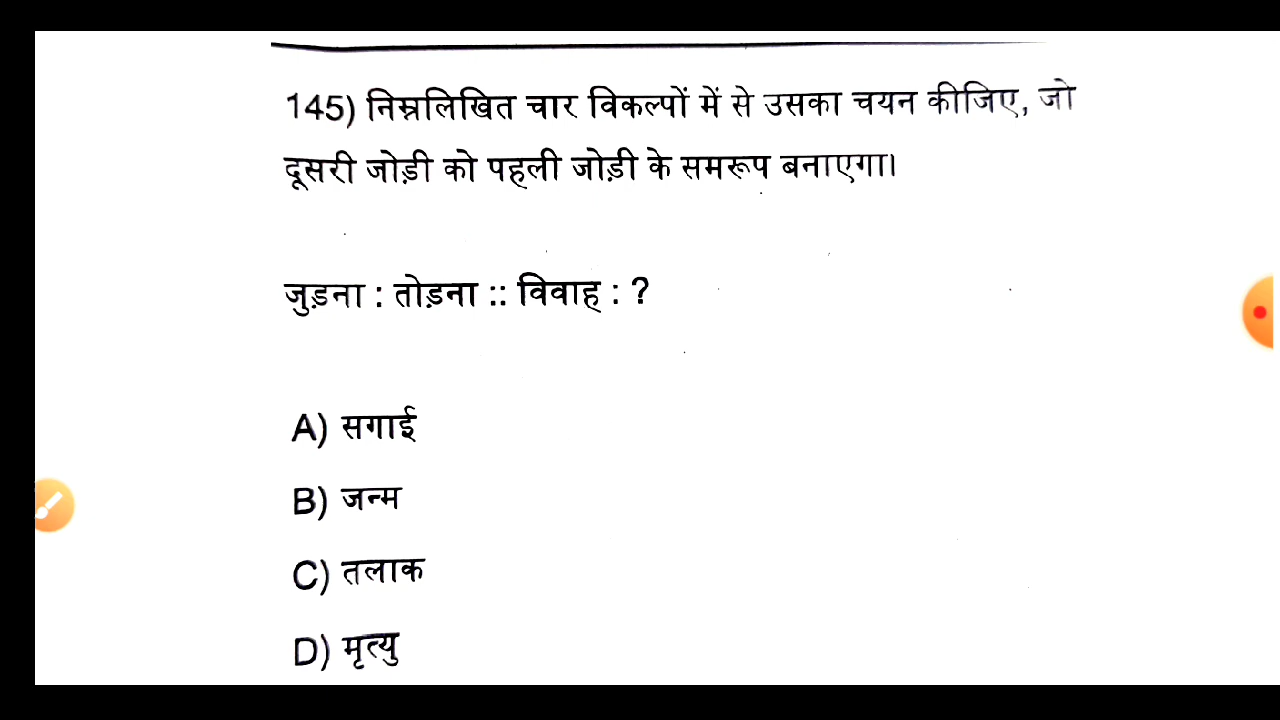 145) निम्नलिखित चार विकल्पों में से उसका चयन कीजिए, जो
दूसरी जोड़ी को पहली जोड़ी के समरूप बनाएगा।
जुड़ना : तोड़ना :: विवाह : ?
A) सगाई
B) जन्म
C) तलाक
D) मृत्यु